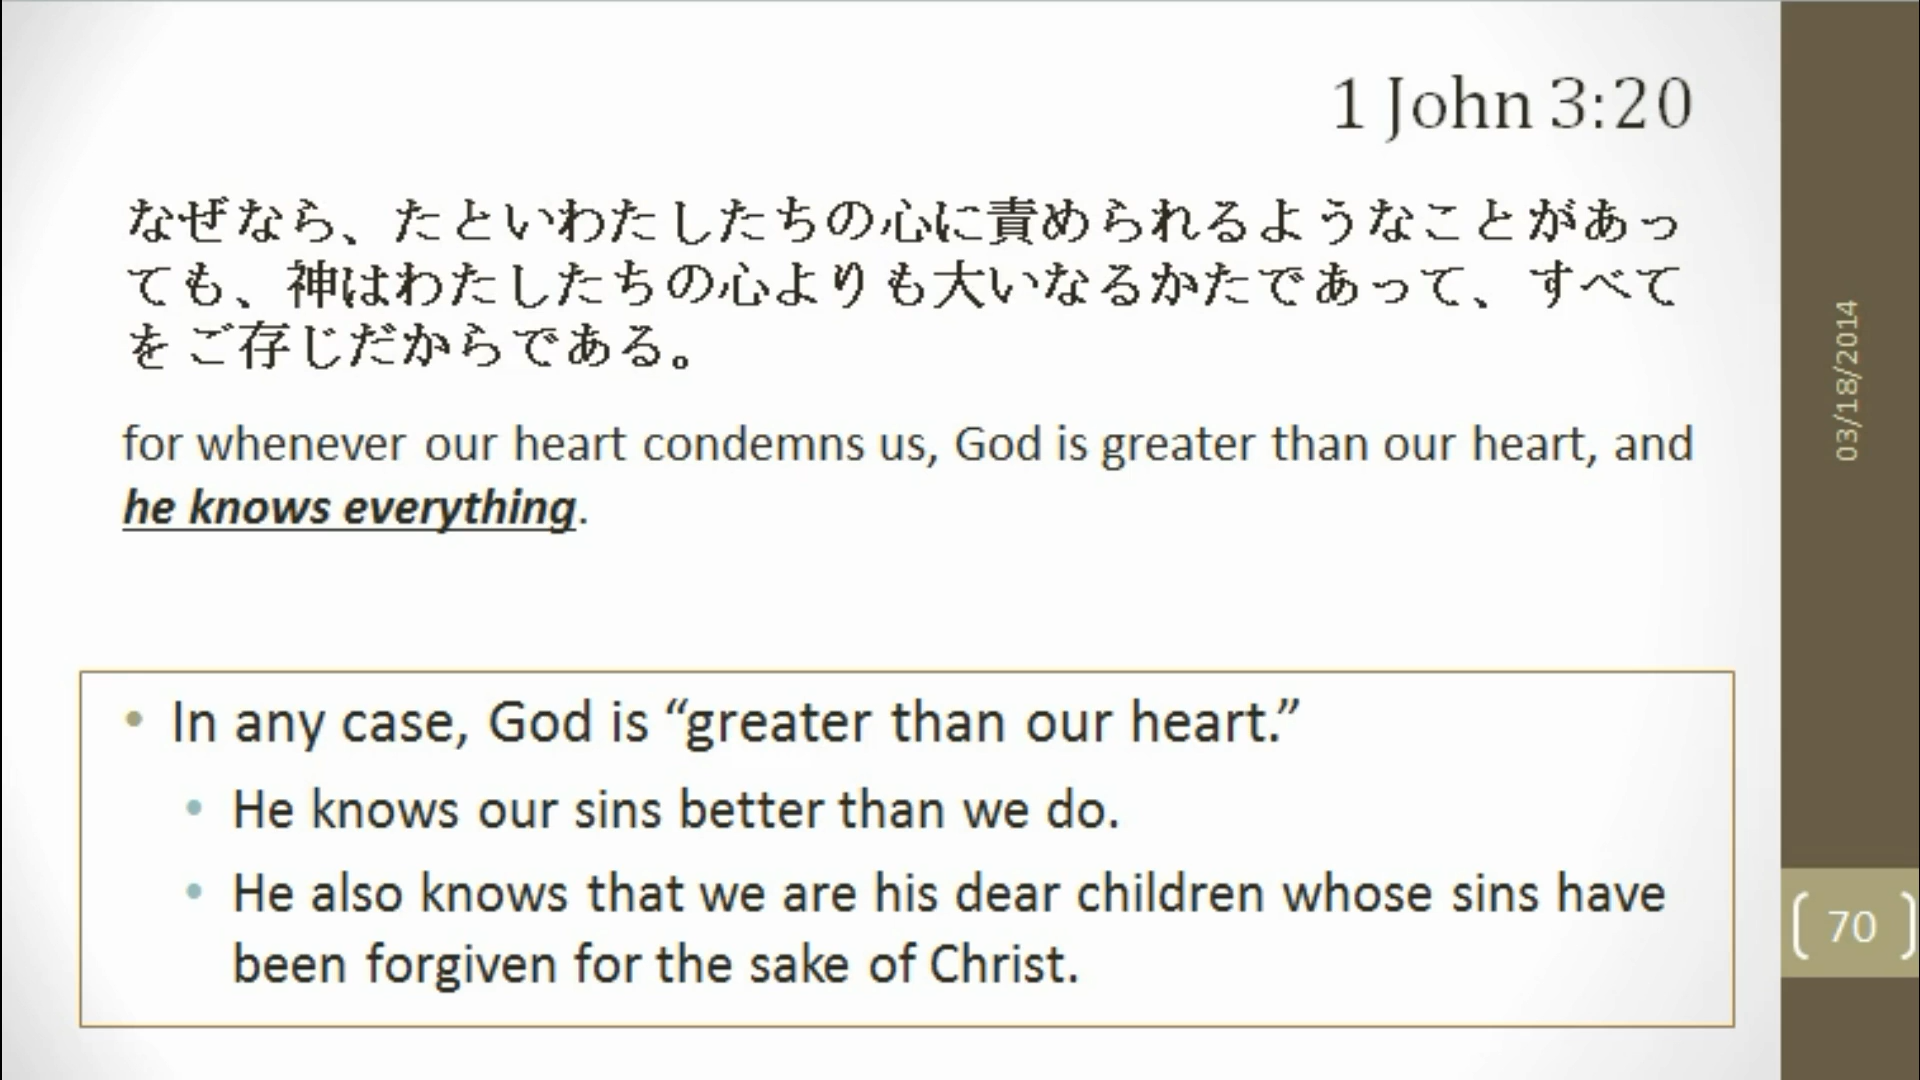 1 John 3:20
なぜなら、たといわたしたちの心に責められるようなことがあっ
ても、神はわたしたちの心よりも大いなるかたであって、すべて
をご存じだからである。
for whenever our heart condemns us, God is greater than our heart, and
he knows everything.
• In any case, God is “greater than our heart.”
• He knows our sins better than we do.
• He also knows that we are his dear children whose sins have
been forgiven for the sake of Christ.
03/18/2014
70